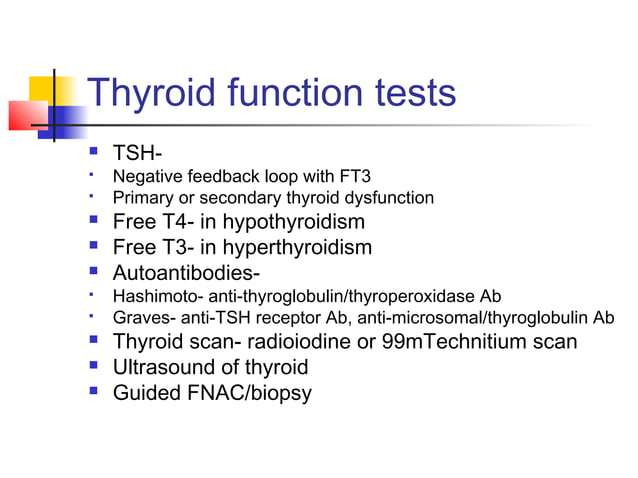 Thyroid function tests
TSH-
Negative feedback loop with FT3
Primary or secondary thyroid dysfunction
Free T4- in hypothyroidism
Free T3- in hyperthyroidism
Autoantibodies-
Hashimoto- anti-thyroglobulin/thyroperoxidase Ab
Graves- anti-TSH receptor Ab, anti-microsomal/thyroglobulin Ab
Thyroid scan- radioiodine or 99mTechnitium scan
Ultrasound of thyroid
Guided FNAC/biopsy